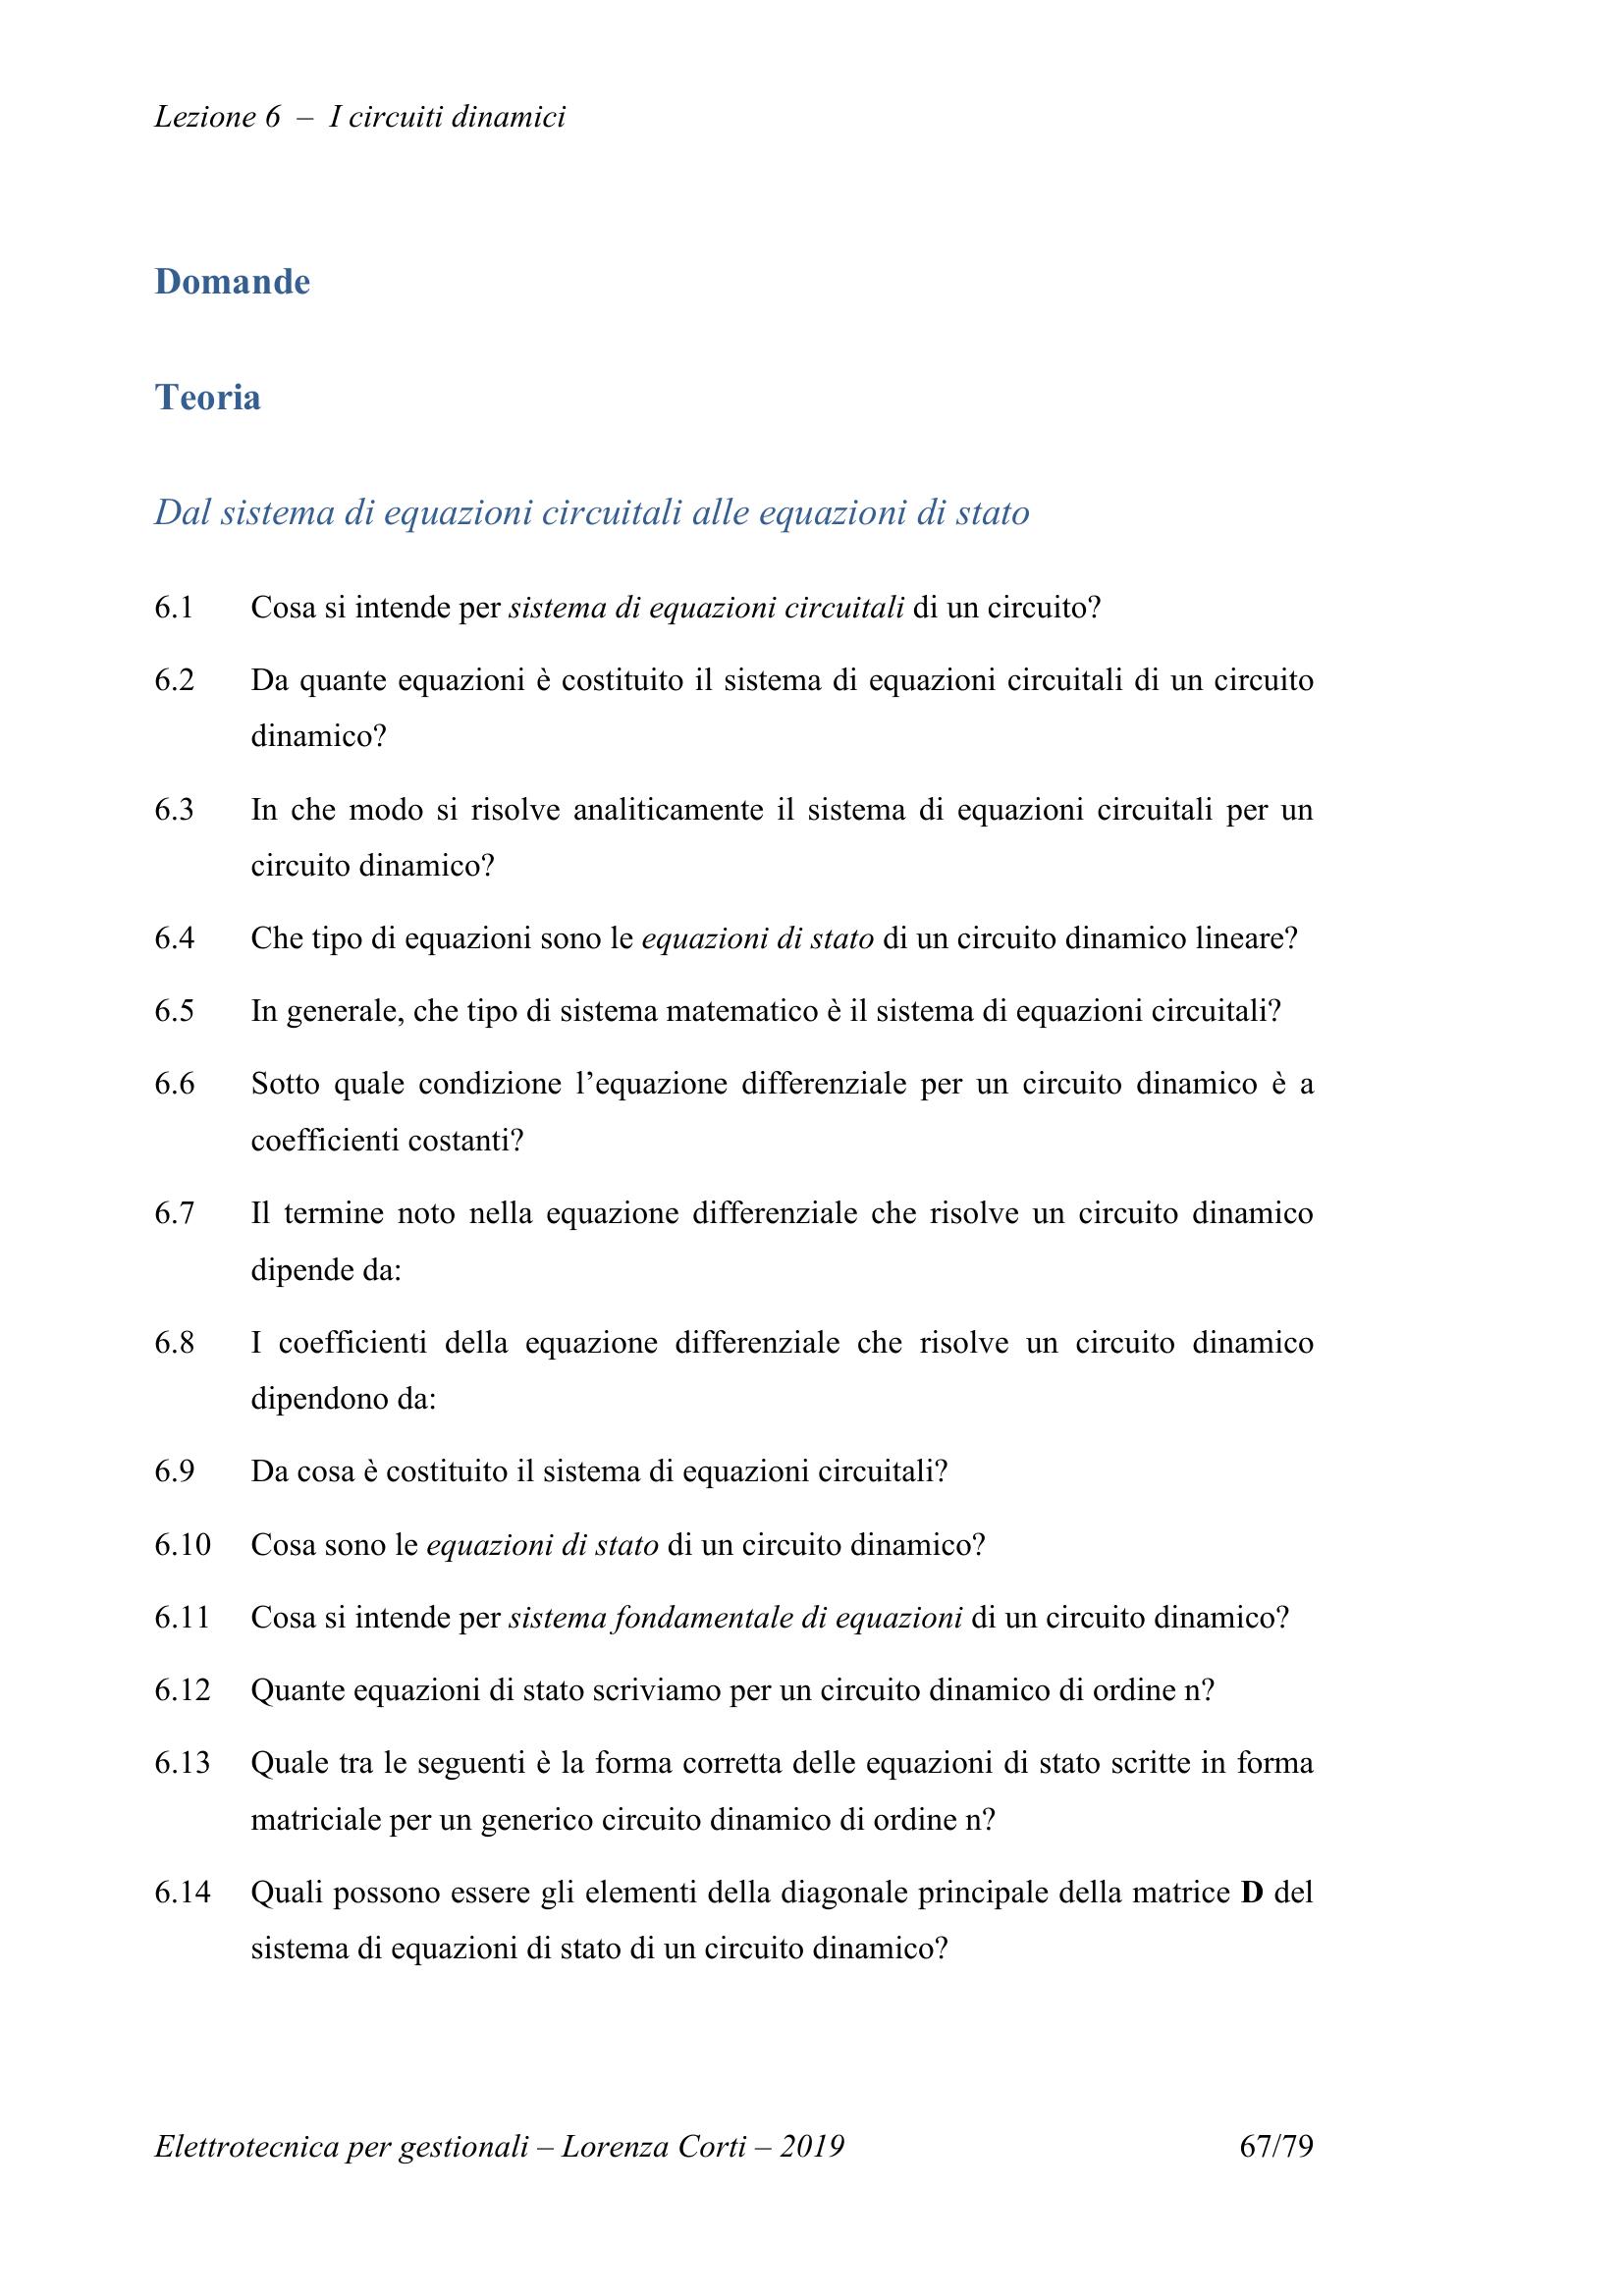 Lezione 6 – I circuiti dinamici
Domande
Teoria
Dal sistema di equazioni circuitali alle equazioni di stato
6.1 Cosa si intende per sistema di equazioni circuitali di un circuito?
6.2 Da quante equazioni è costituito il sistema di equazioni circuitali di un circuito
dinamico?
6.3 In che modo si risolve analiticamente il sistema di equazioni circuitali per un
circuito dinamico?
6.4 Che tipo di equazioni sono le equazioni di stato di un circuito dinamico lineare?
6.5 In generale, che tipo di sistema matematico è il sistema di equazioni circuitali?
6.6 Sotto quale condizione l’equazione differenziale per un circuito dinamico è a
coefficienti costanti?
6.7 Il termine noto nella equazione differenziale che risolve un circuito dinamico
dipende da:
6.8 I coefficienti della equazione differenziale che risolve un circuito dinamico
dipendono da:
6.9 Da cosa è costituito il sistema di equazioni circuitali?
6.10 Cosa sono le equazioni di stato di un circuito dinamico?
6.11 Cosa si intende per sistema fondamentale di equazioni di un circuito dinamico?
6.12 Quante equazioni di stato scriviamo per un circuito dinamico di ordine n?
6.13 Quale tra le seguenti è la forma corretta delle equazioni di stato scritte in forma
matriciale per un generico circuito dinamico di ordine n?
6.14 Quali possono essere gli elementi della diagonale principale della matrice D del
sistema di equazioni di stato di un circuito dinamico?
Elettrotecnica per gestionali – Lorenza Corti – 2019 67/79